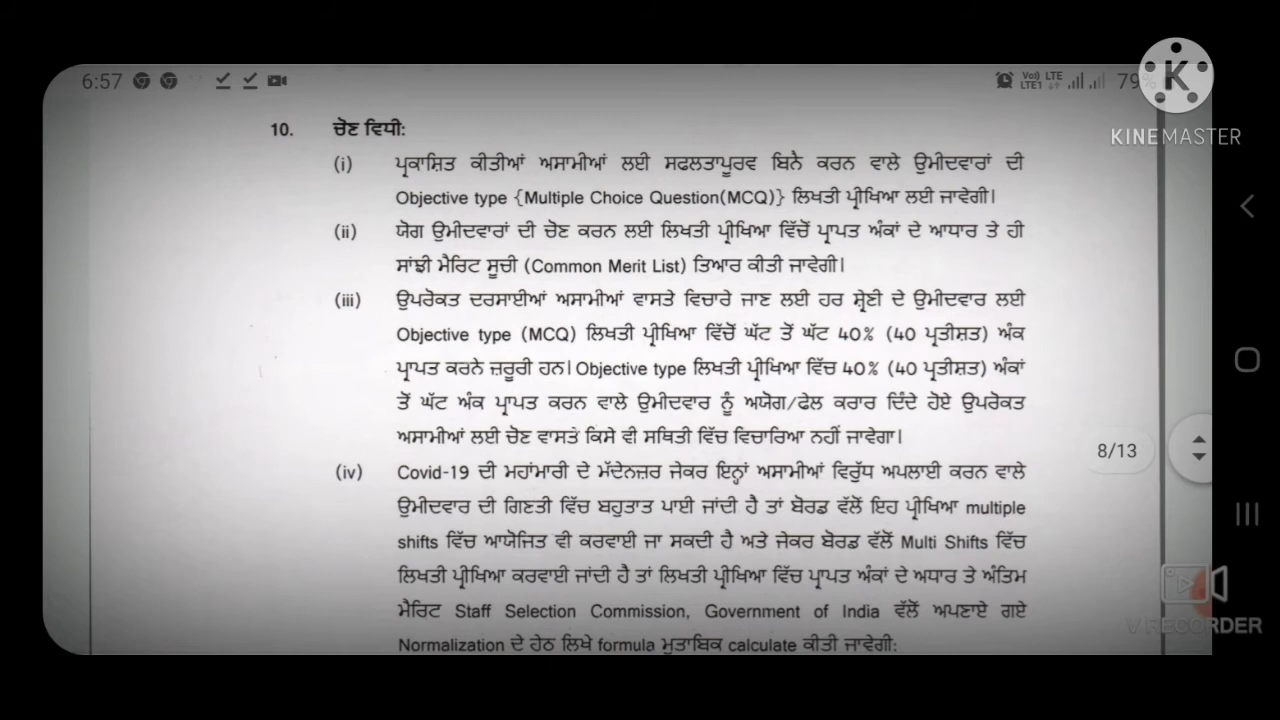 6:57
Vo) LTE
LTE1
79%
KINEMASTER
10. ਚੋਣ ਵਿਧੀ:
(i) ਪ੍ਰਕਾਸ਼ਿਤ ਕੀਤੀਆਂ ਅਸਾਮੀਆਂ ਲਈ ਸਫਲਤਾਪੂਰਵ ਬਿਨੈ ਕਰਨ ਵਾਲੇ ਉਮੀਦਵਾਰਾਂ ਦੀ
Objective type {Multiple Choice Question(MCQ)} ਲਿਖਤੀ ਪ੍ਰੀਖਿਆ ਲਈ ਜਾਵੇਗੀ।
(ii) ਯੋਗ ਉਮੀਦਵਾਰਾਂ ਦੀ ਚੋਣ ਕਰਨ ਲਈ ਲਿਖਤੀ ਪ੍ਰੀਖਿਆ ਵਿੱਚੋਂ ਪ੍ਰਾਪਤ ਅੰਕਾਂ ਦੇ ਆਧਾਰ ਤੇ ਹੀ
ਸਾਂਝੀ ਮੈਰਿਟ ਸੂਚੀ (Common Merit List) ਤਿਆਰ ਕੀਤੀ ਜਾਵੇਗੀ।
(iii) ਉਪਰੋਕਤ ਦਰਸਾਈਆਂ ਅਸਾਮੀਆਂ ਵਾਸਤੇ ਵਿਚਾਰੇ ਜਾਣ ਲਈ ਹਰ ਸ਼੍ਰੇਣੀ ਦੇ ਉਮੀਦਵਾਰ ਲਈ
Objective type (MCQ) ਲਿਖਤੀ ਪ੍ਰੀਖਿਆ ਵਿੱਚੋਂ ਘੱਟ ਤੋਂ ਘੱਟ 40% (40 ਪ੍ਰਤੀਸ਼ਤ) ਅੰਕ
ਪ੍ਰਾਪਤ ਕਰਨੇ ਜ਼ਰੂਰੀ ਹਨ। Objective type ਲਿਖਤੀ ਪ੍ਰੀਖਿਆ ਵਿੱਚ 40% (40 ਪ੍ਰਤੀਸ਼ਤ) ਅੰਕਾਂ
ਤੋਂ ਘੱਟ ਅੰਕ ਪ੍ਰਾਪਤ ਕਰਨ ਵਾਲੇ ਉਮੀਦਵਾਰ ਨੂੰ ਅਯੋਗ/ਫੇਲ ਕਰਾਰ ਦਿੰਦੇ ਹੋਏ ਉਪਰੋਕਤ
ਅਸਾਮੀਆਂ ਲਈ ਚੋਣ ਵਾਸਤੇ ਕਿਸੇ ਵੀ ਸਥਿਤੀ ਵਿੱਚ ਵਿਚਾਰਿਆ ਨਹੀਂ ਜਾਵੇਗਾ।
8/13
(iv) Covid-19 ਦੀ ਮਹਾਂਮਾਰੀ ਦੇ ਮੱਦੇਨਜ਼ਰ ਜੇਕਰ ਇਨ੍ਹਾਂ ਅਸਾਮੀਆਂ ਵਿਰੁੱਧ ਅਪਲਾਈ ਕਰਨ ਵਾਲੇ
ਉਮੀਦਵਾਰ ਦੀ ਗਿਣਤੀ ਵਿੱਚ ਬਹੁਤਾਤ ਪਾਈ ਜਾਂਦੀ ਹੈ ਤਾਂ ਬੋਰਡ ਵੱਲੋਂ ਇਹ ਪ੍ਰੀਖਿਆ multiple
shifts ਵਿੱਚ ਆਯੋਜਿਤ ਵੀ ਕਰਵਾਈ ਜਾ ਸਕਦੀ ਹੈ ਅਤੇ ਜੇਕਰ ਬੋਰਡ ਵੱਲੋਂ Multi Shifts ਵਿੱਚ
ਲਿਖਤੀ ਪ੍ਰੀਖਿਆ ਕਰਵਾਈ ਜਾਂਦੀ ਹੈ ਤਾਂ ਲਿਖਤੀ ਪ੍ਰੀਖਿਆ ਵਿੱਚ ਪ੍ਰਾਪਤ ਅੰਕਾਂ ਦੇ ਅਧਾਰ ਤੇ ਅੰਤਿਮ
ਮੈਰਿਟ Staff Selection Commission, Government of India ਵੱਲੋਂ ਅਪਣਾਏ ਗਏ
Normalization ਦੇ ਹੇਠ ਲਿਖੇ formula ਮੁਤਾਬਿਕ calculate ਕੀਤੀ ਜਾਵੇਗੀ:
V RECORDER